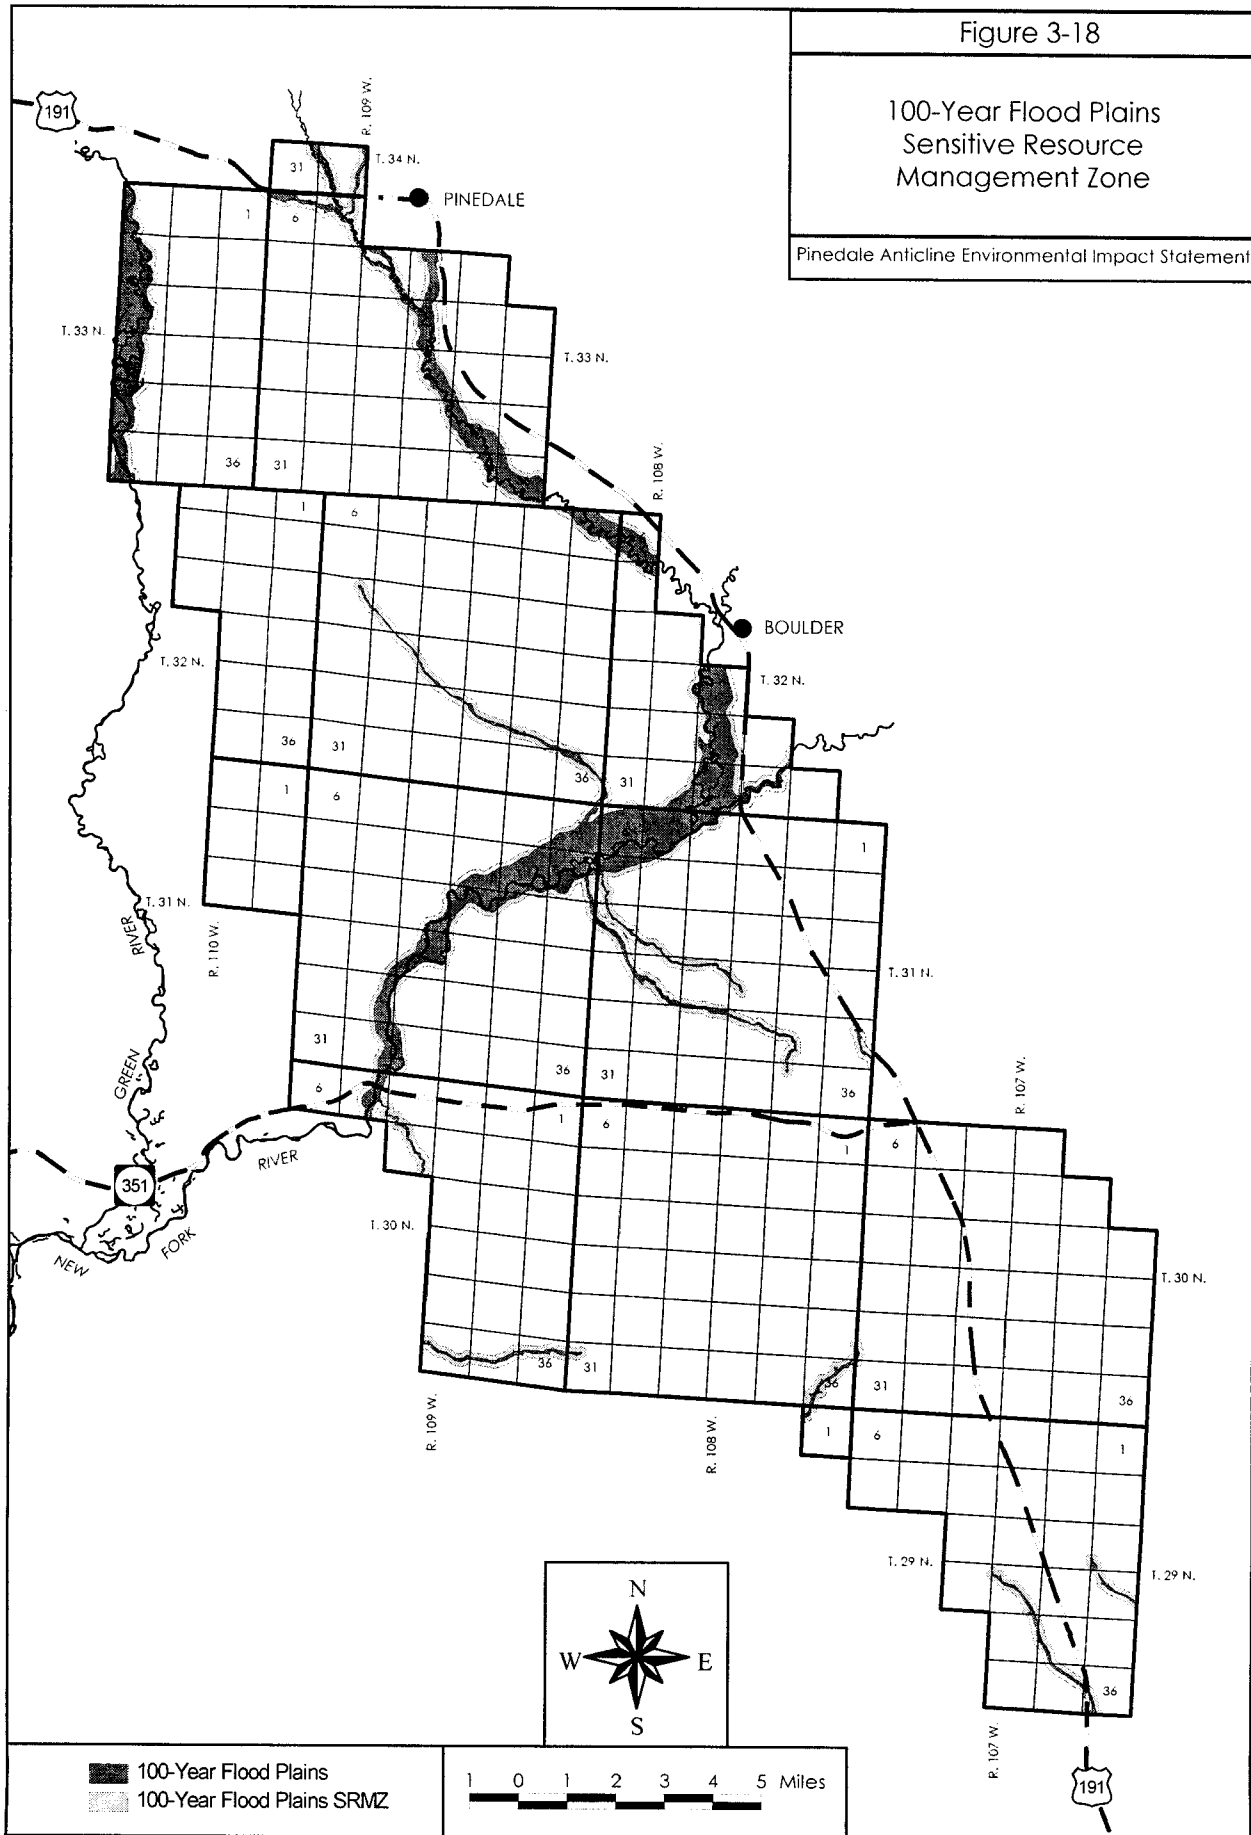 Figure 3-18
100-Year Flood Plains
Sensitive Resource
Management Zone
Pinedale Anticline Environmental Impact Statement
191
R. 109 W.
31
T. 34 N.
PINEDALE
1
6
T. 33 N.
T. 33 N.
36
31
R. 108 W.
1
6
BOULDER
T. 32 N.
T. 32 N.
36
31
36
31
1
6
1
T. 31 N.
R. 110 W.
T. 31 N.
GREEN
RIVER
31
36
31
36
R. 107 W.
6
1
6
1
6
351
NEW
FORK
RIVER
T. 30 N.
T. 30 N.
36
31
36
31
36
R. 109 W.
R. 108 W.
1
6
1
T. 29 N.
T. 29 N.
36
R. 107 W.
191
N
W
E
S
100-Year Flood Plains
100-Year Flood Plains SRMZ
1 0 1 2 3 4 5 Miles